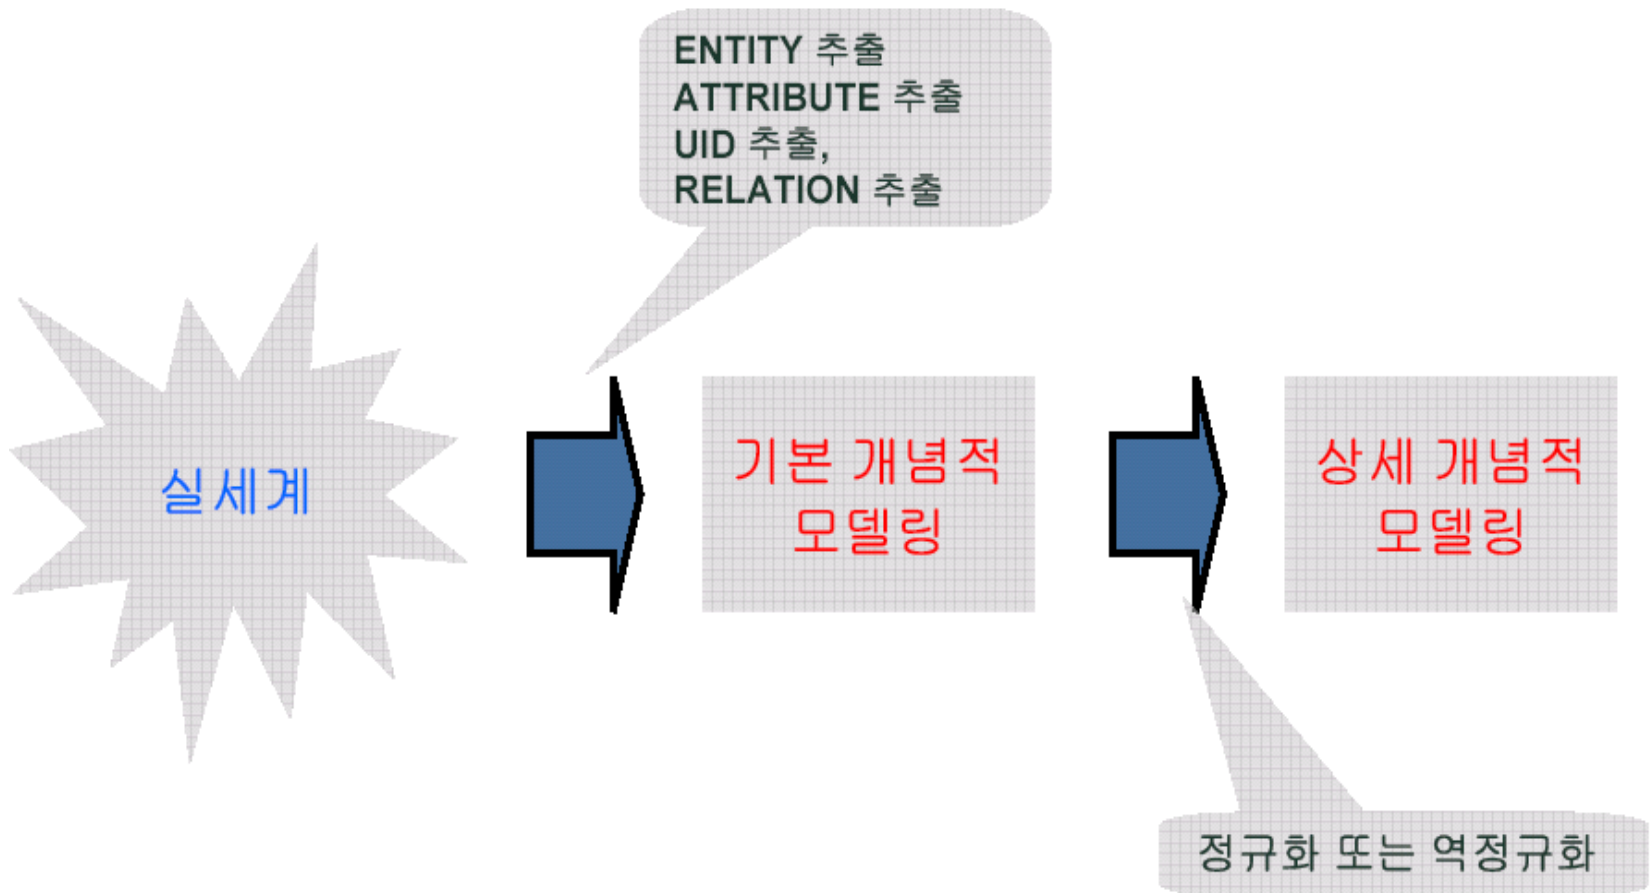 ENTITY 추출
ATTRIBUTE 추출
UID 추출,
RELATION 추출
실세계
기본 개념적
모델링
상세 개념적
모델링
정규화 또는 역정규화